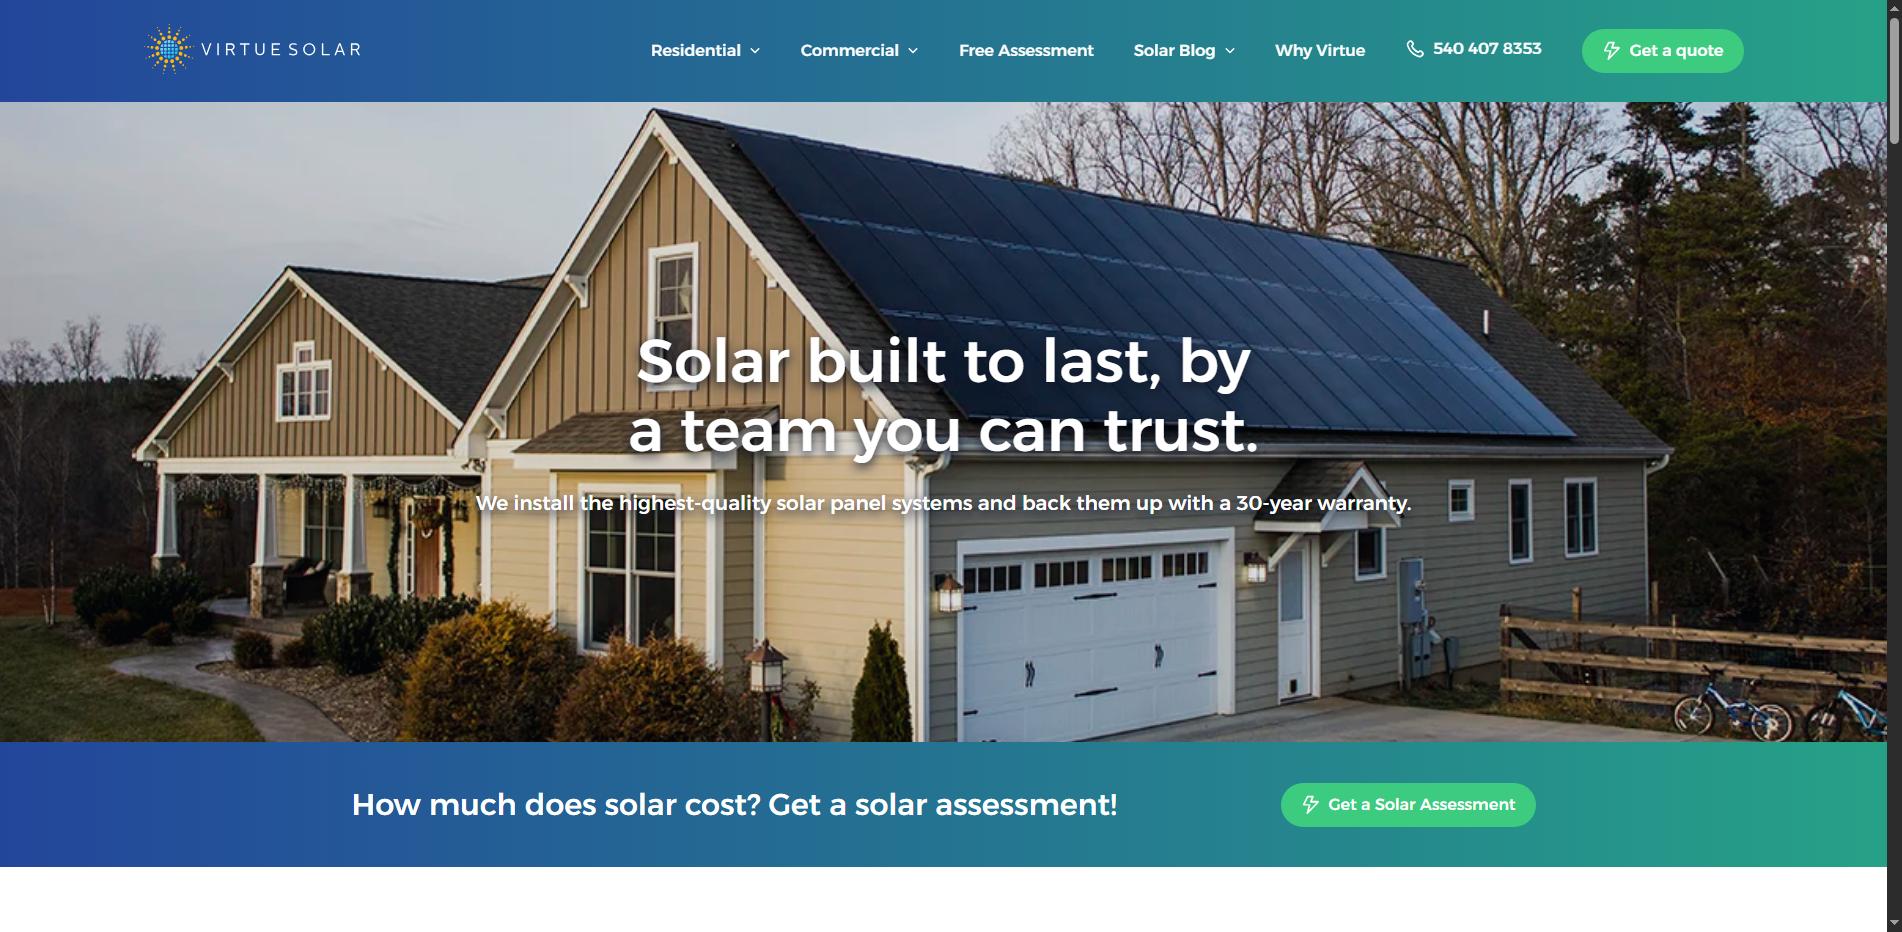 VIRTUE SOLAR
Residential
Commercial
Free Assessment
Solar Blog
Why Virtue
540 407 8353
Get a quote
Solar built to last, by
a team you can trust.
We install the highest-quality solar panel systems and back them up with a 30-year warranty.
How much does solar cost? Get a solar assessment!
Get a Solar Assessment